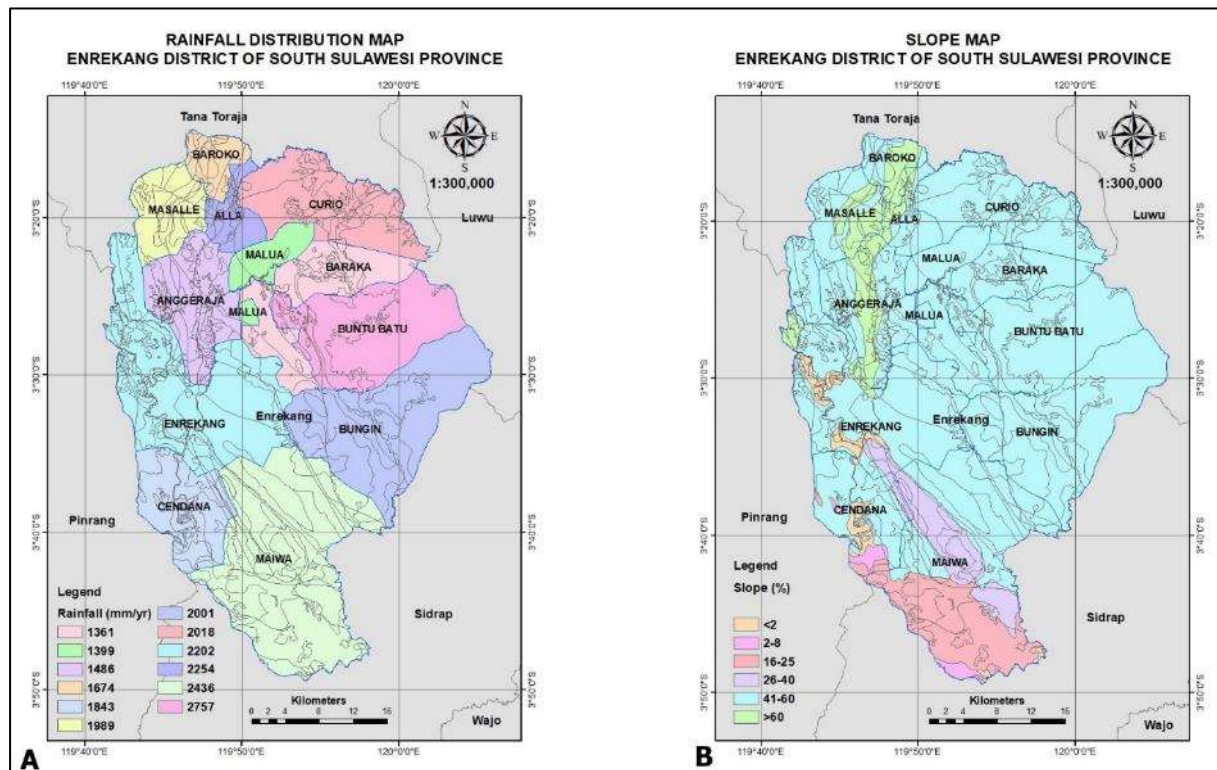 RAINFALL DISTRIBUTION MAP
ENREKANG DISTRICT OF SOUTH SULAWESI PROVINCE
119°40'0"E 119°50'0"E 120°0'0"E
Tana Toraja
N
W E
S
1:300,000
BAROKO
MASALLE
ALLA
CURIO
Luwu
3°20'0"S 3°20'0"S
MALUA
BARAKA
ANGGERAJA
MALUA
BUNTU BATU
3°30'0"S 3°30'0"S
ENREKANG
Enrekang
BUNGIN
CENDANA
Pinrang
3°40'0"S 3°40'0"S
MAIWA
Sidrap
Legend
Rainfall (mm/yr)
1361
1399
1486
1674
1843
1989
2001
2018
2202
2254
2436
2757
Kilometers
0 2 4 8 12 16
Wajo
3°50'0"S 3°50'0"S
119°40'0"E 119°50'0"E 120°0'0"E
A
SLOPE MAP
ENREKANG DISTRICT OF SOUTH SULAWESI PROVINCE
119°40'0"E 119°50'0"E 120°0'0"E
Tana Toraja
N
W E
S
1:300,000
BAROKO
MASALLE
ALLA
CURIO
Luwu
3°20'0"S 3°20'0"S
MALUA
BARAKA
ANGGERAJA
MALUA
BUNTU BATU
3°30'0"S 3°30'0"S
ENREKANG
Enrekang
BUNGIN
CENDANA
Pinrang
3°40'0"S 3°40'0"S
MAIWA
Sidrap
Legend
Slope (%)
<2
2-8
16-25
26-40
41-60
>60
Kilometers
0 2 4 8 12 16
Wajo
3°50'0"S 3°50'0"S
119°40'0"E 119°50'0"E 120°0'0"E
B